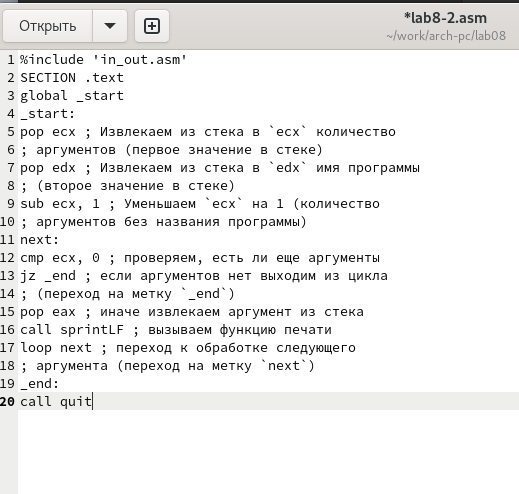 Открыть
*lab8-2.asm
~/work/arch-pc/lab08
1 %include 'in_out.asm'
2 SECTION .text
3 global _start
4 _start:
5 pop ecx ; Извлекаем из стека в `ecx` количество
6 ; аргументов (первое значение в стеке)
7 pop edx ; Извлекаем из стека в `edx` имя программы
8 ; (второе значение в стеке)
9 sub ecx, 1 ; Уменьшаем `ecx` на 1 (количество
10 ; аргументов без названия программы)
11 next:
12 cmp ecx, 0 ; проверяем, есть ли еще аргументы
13 jz _end ; если аргументов нет выходим из цикла
14 ; (переход на метку `_end`)
15 pop eax ; иначе извлекаем аргумент из стека
16 call sprintLF ; вызываем функцию печати
17 loop next ; переход к обработке следующего
18 ; аргумента (переход на метку `next`)
19 _end:
20 call quit